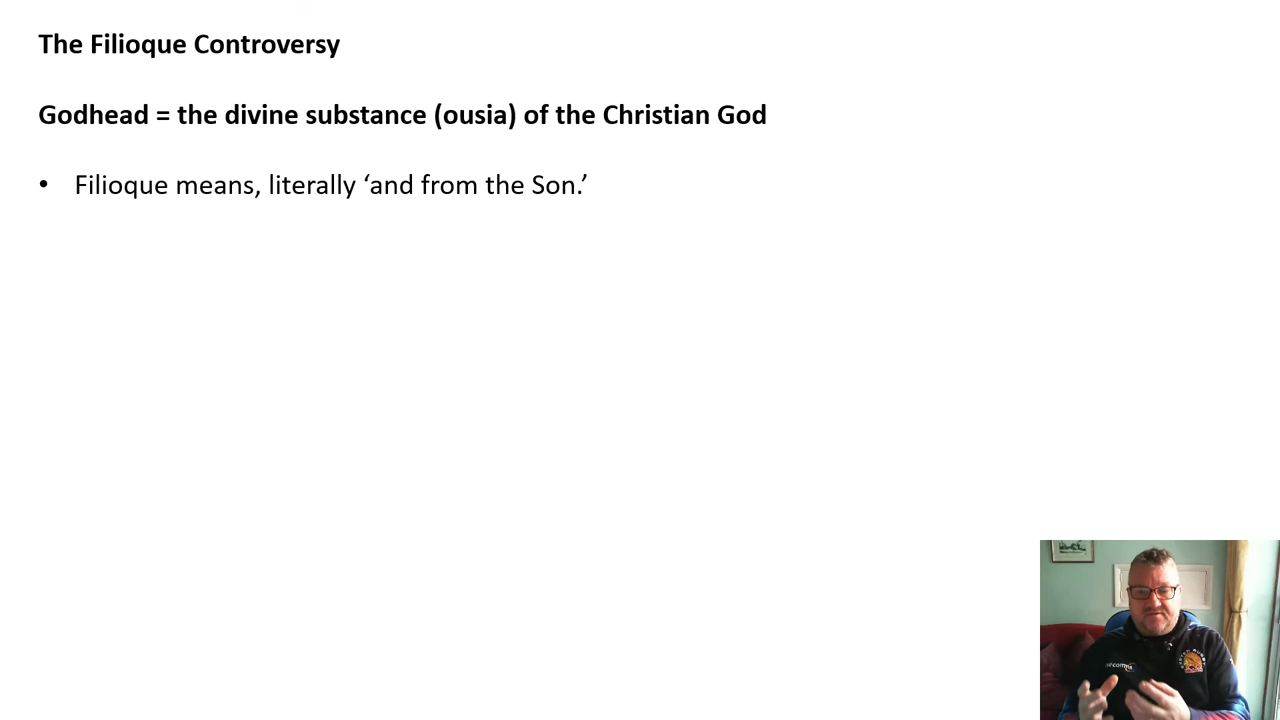 The Filioque Controversy
Godhead = the divine substance (ousia) of the Christian God
• Filioque means, literally ‘and from the Son.’